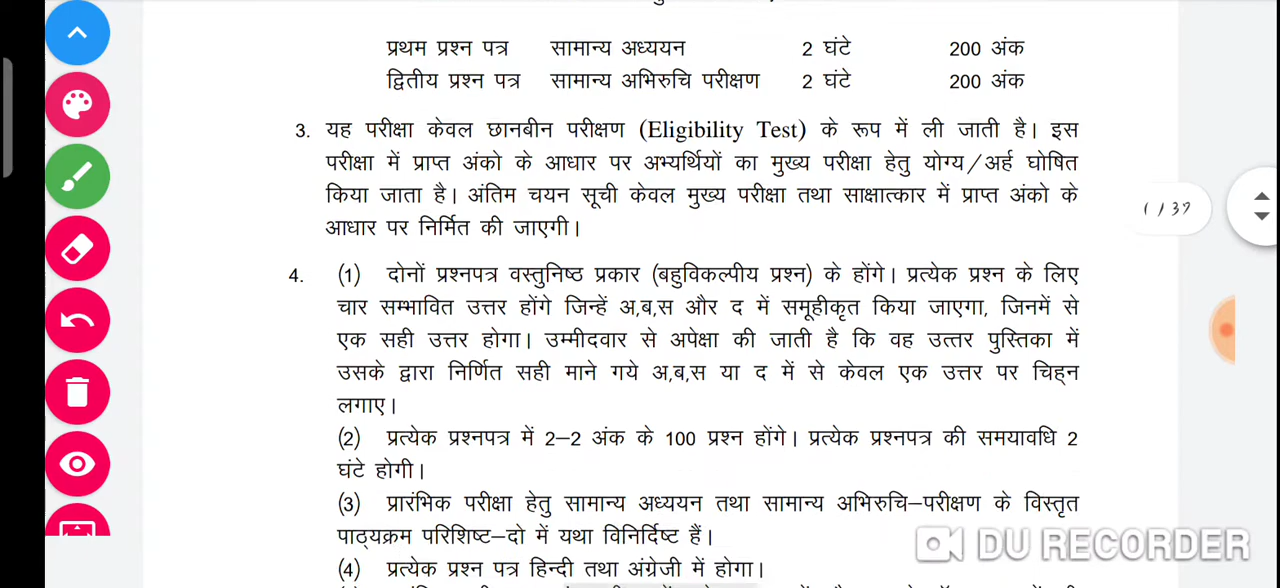 प्रथम प्रश्न पत्र सामान्य अध्ययन 2 घंटे 200 अंक
द्वितीय प्रश्न पत्र सामान्य अभिरुचि परीक्षण 2 घंटे 200 अंक
3. यह परीक्षा केवल छानबीन परीक्षण (Eligibility Test) के रूप में ली जाती है। इस
परीक्षा में प्राप्त अंको के आधार पर अभ्यर्थियों का मुख्य परीक्षा हेतु योग्य/अर्ह घोषित
किया जाता है। अंतिम चयन सूची केवल मुख्य परीक्षा तथा साक्षात्कार में प्राप्त अंको के
आधार पर निर्मित की जाएगी।
4. (1) दोनों प्रश्नपत्र वस्तुनिष्ठ प्रकार (बहुविकल्पीय प्रश्न) के होंगे। प्रत्येक प्रश्न के लिए
चार सम्भावित उत्तर होंगे जिन्हें अ,ब,स और द में समूहीकृत किया जाएगा, जिनमें से
एक सही उत्तर होगा। उम्मीदवार से अपेक्षा की जाती है कि वह उत्तर पुस्तिका में
उसके द्वारा निर्णित सही माने गये अ,ब,स या द में से केवल एक उत्तर पर चिह्न
लगाए।
(2) प्रत्येक प्रश्नपत्र में 2–2 अंक के 100 प्रश्न होंगे। प्रत्येक प्रश्नपत्र की समयावधि 2
घंटे होगी।
(3) प्रारंभिक परीक्षा हेतु सामान्य अध्ययन तथा सामान्य अभिरुचि–परीक्षण के विस्तृत
पाठ्यक्रम परिशिष्ट–दो में यथा विनिर्दिष्ट हैं।
(4) प्रत्येक प्रश्न पत्र हिन्दी तथा अंग्रेजी में होगा।
DU RECORDER